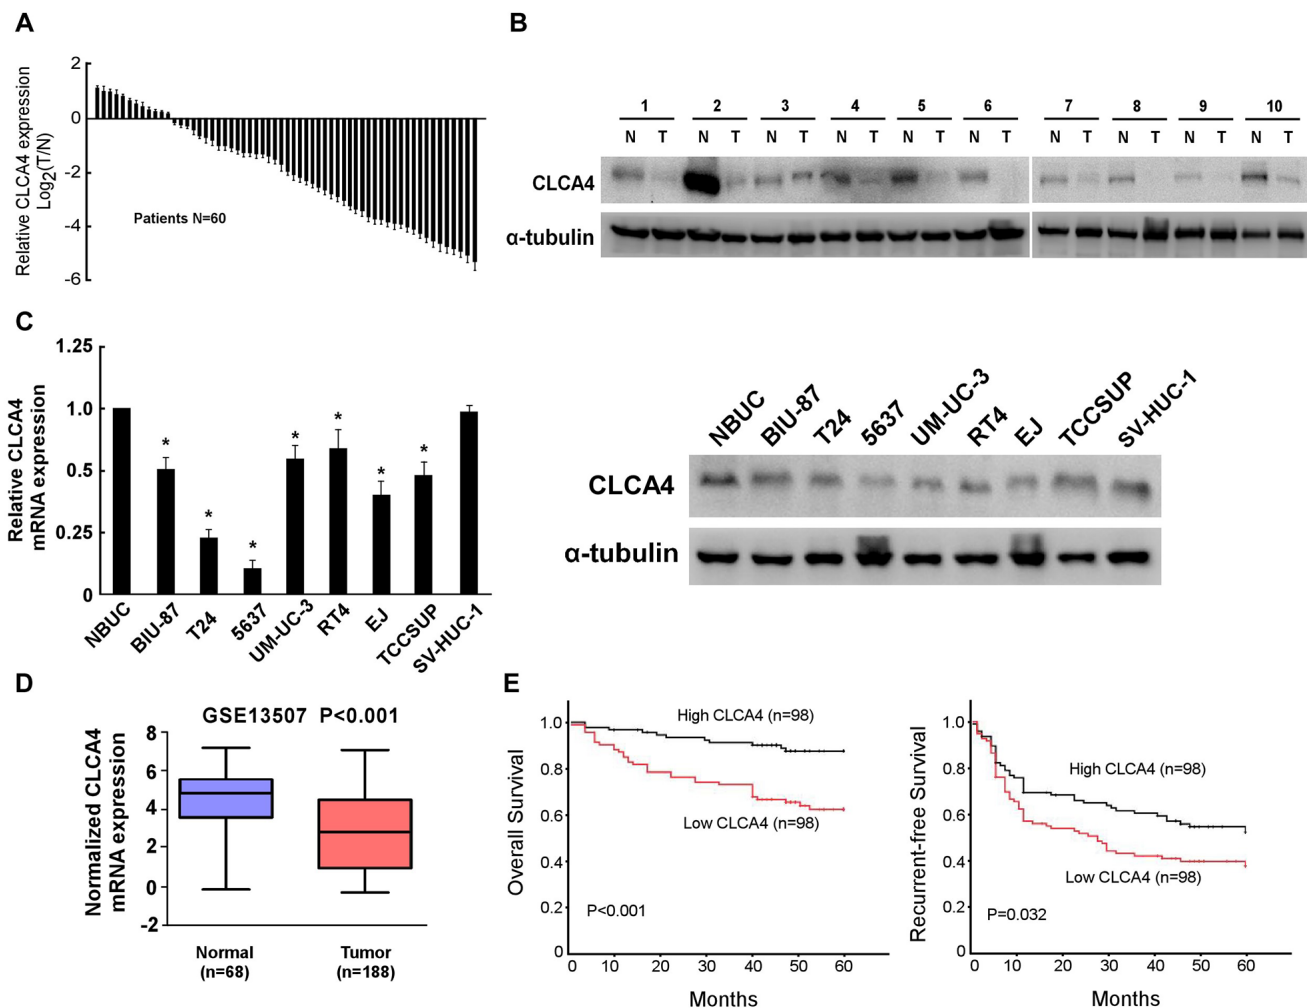 A
Relative CLCA4 expression
Log2(T/N)
2
0
-2
-4
-6
Patients N=60
B
1 2 3 4 5 6 7 8 9 10
N T N T N T N T N T N T N T N T N T N T
CLCA4
α-tubulin
C
Relative CLCA4
mRNA expression
1.25
1.0
0.5
0.25
0
* * * * * * *
NBUC BIU-87 T24 5637 UM-UC-3 RT4 EJ TCCSUP SV-HUC-1
NBUC BIU-87 T24 5637 UM-UC-3 RT4 EJ TCCSUP SV-HUC-1
CLCA4
α-tubulin
D
GSE13507 P<0.001
Normalized CLCA4
mRNA expression
8
6
4
2
0
-2
Normal
(n=68)
Tumor
(n=188)
E
Overall Survival
1.0
0.8
0.6
0.4
0.2
0
High CLCA4 (n=98)
Low CLCA4 (n=98)
P<0.001
0 10 20 30 40 50 60
Months
Recurrent-free Survival
1.0
0.8
0.6
0.4
0.2
0
High CLCA4 (n=98)
Low CLCA4 (n=98)
P=0.032
0 10 20 30 40 50 60
Months